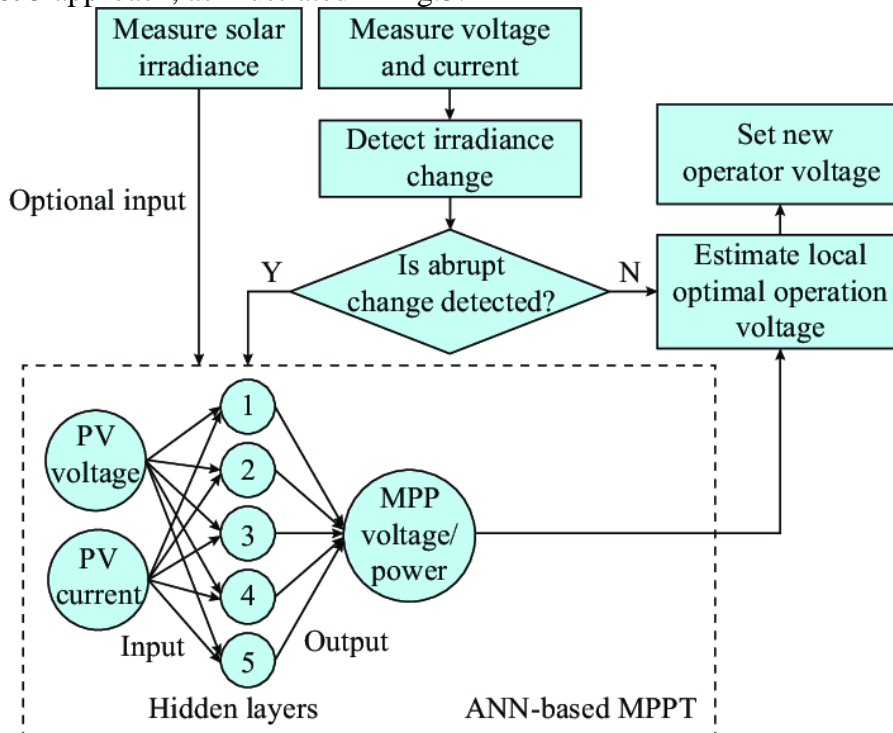 Measure solar
irradiance
Measure voltage
and current
Detect irradiance
change
Set new
operator voltage
Optional input
Is abrupt
change detected?
Y
N
Estimate local
optimal operation
voltage
PV
voltage
PV
current
1
2
3
4
5
MPP
voltage/
power
Input
Output
Hidden layers
ANN-based MPPT